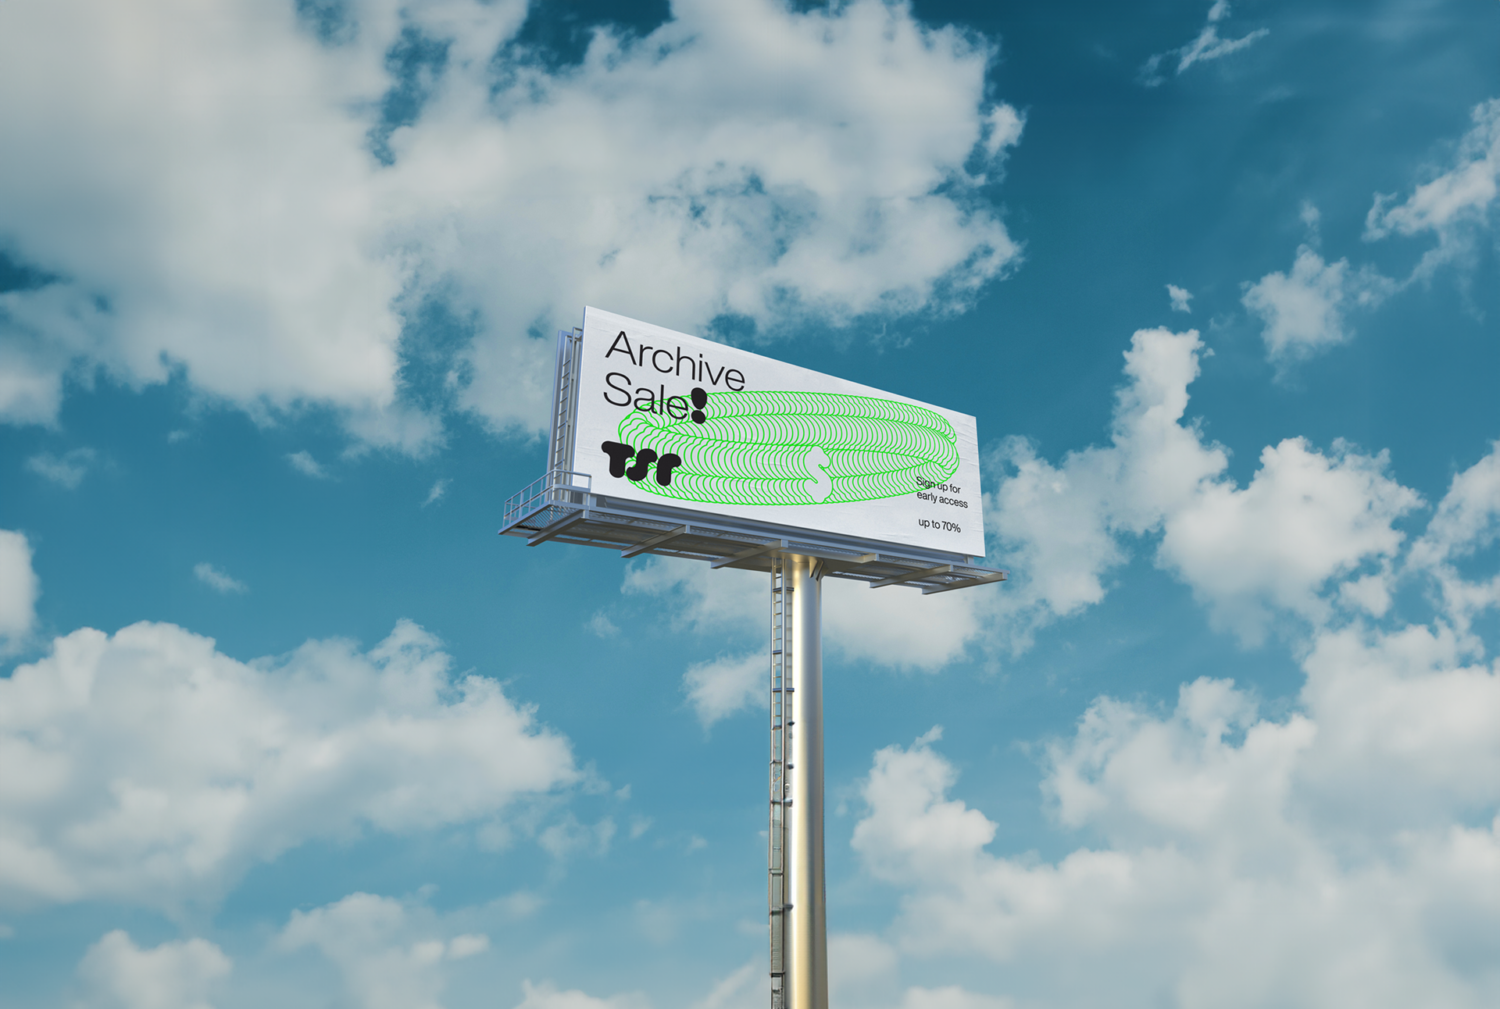 Archive
Sale!
TSF
S
Sign up for
early access
up to 70%